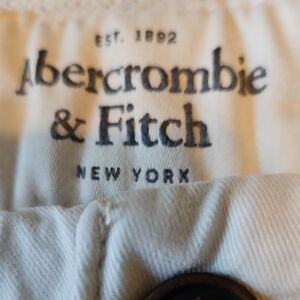 EST. 1892
Abercrombie
& Fitch
NEW YORK